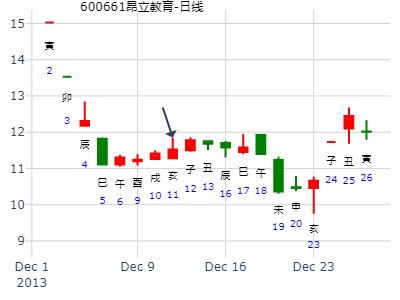 600661昂立教育-日线
15
14
13
12
11
10
9
寅
2
卯
3
辰
4
巳
5
午
6
酉
9
戌
10
亥
11
子
12
丑
13
辰
16
巳
17
午
18
未
19
申
20
亥
23
子
24
丑
25
寅
26
Dec 1
2013
Dec 9
Dec 16
Dec 23